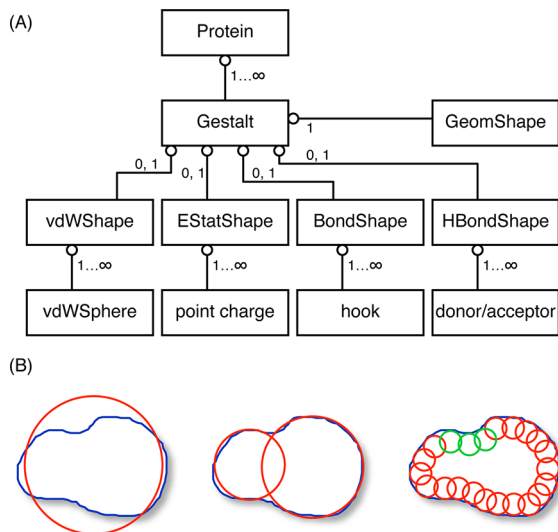 (A)
Protein
1...∞
Gestalt
1
GeomShape
0, 1
0, 1
0, 1
0, 1
vdWShape
EStatShape
BondShape
HBondShape
1...∞
1...∞
1...∞
1...∞
vdWSphere
point charge
hook
donor/acceptor
(B)